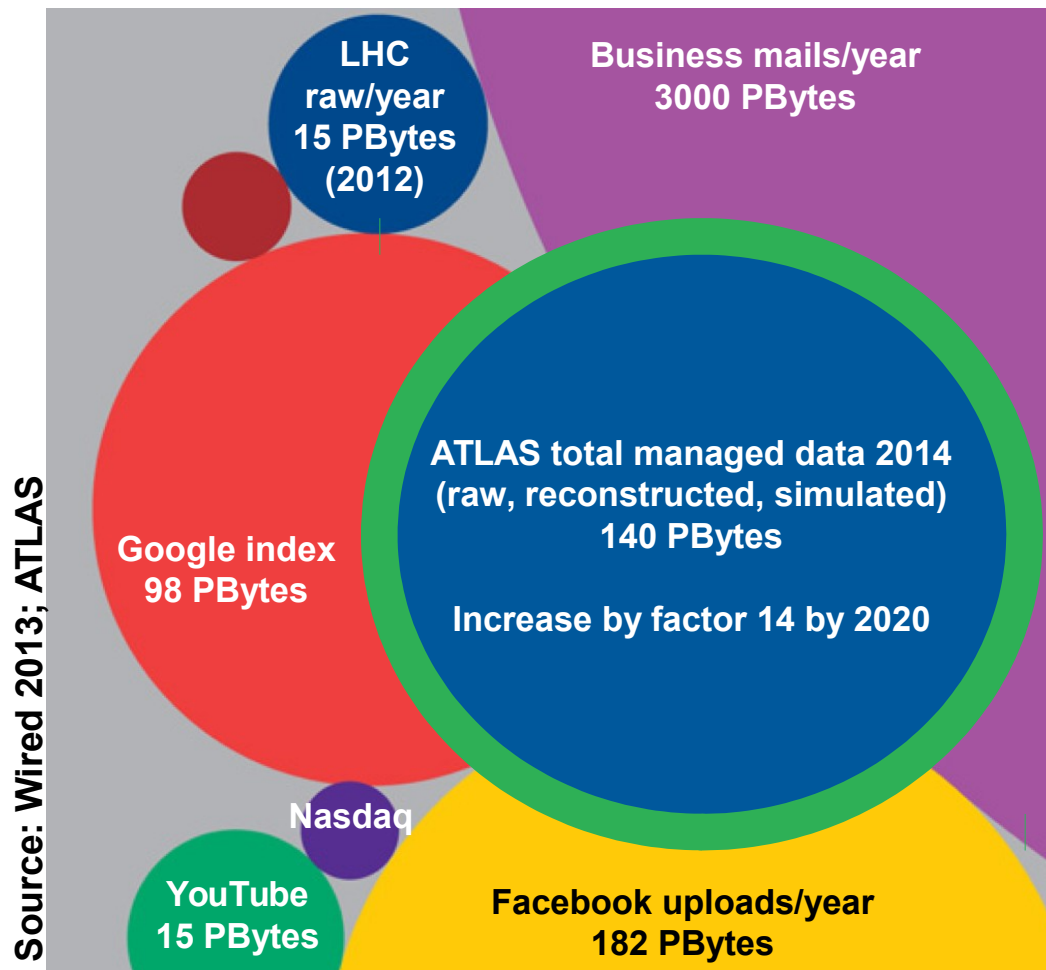 LHC
raw/year
15 PBytes
(2012)
Business mails/year
3000 PBytes
ATLAS total managed data 2014
(raw, reconstructed, simulated)
140 PBytes
Increase by factor 14 by 2020
Google index
98 PBytes
Nasdaq
YouTube
15 PBytes
Facebook uploads/year
182 PBytes
Source: Wired 2013; ATLAS